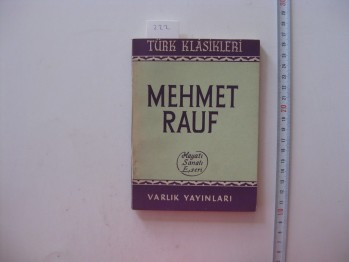 TÜRK KLÂSİKLERİ
MEHMET
RAUF
Hayatı
Sanatı
Eseri
VARLIK YAYINLARI